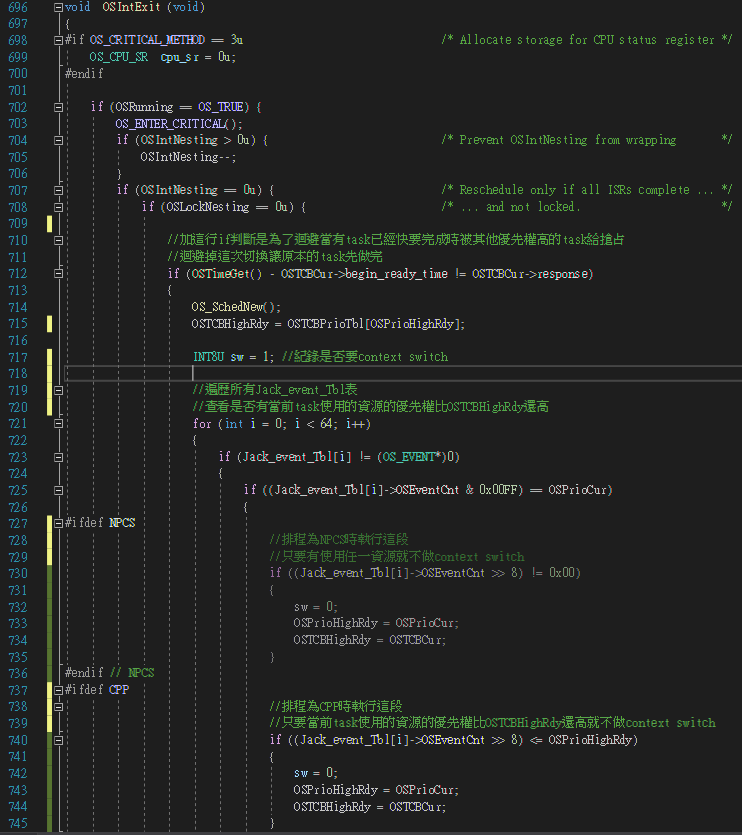 696 void  OSIntExit (void)
697 {
698 #if OS_CRITICAL_METHOD == 3u /* Allocate storage for CPU status register */
699 OS_CPU_SR  cpu_sr = 0u;
700 #endif
701
702 if (OSRunning == OS_TRUE) {
703 OS_ENTER_CRITICAL();
704 if (OSIntNesting > 0u) { /* Prevent OSIntNesting from wrapping */
705 OSIntNesting--;
706 }
707 if (OSIntNesting == 0u) { /* Reschedule only if all ISRs complete ... */
708 if (OSLockNesting == 0u) { /* ... and not locked. */
709
710 //加這行if判斷是為了迴避當有task已經快要完成時被其他優先權高的task給搶占
711 //迴避掉這次切換讓原本的task先做完
712 if (OSTimeGet() - OSTCBCur->begin_ready_time != OSTCBCur->response)
713 {
714 OS_SchedNew();
715 OSTCBHighRdy = OSTCBPrioTbl[OSPrioHighRdy];
716
717 INT8U sw = 1; //紀錄是否要context switch
718
719 //遍歷所有Jack_event_Tbl表
720 //查看是否有當前task使用的資源的優先權比OSTCBHighRdy還高
721 for (int i = 0; i < 64; i++)
722 {
723 if (Jack_event_Tbl[i] != (OS_EVENT*)0)
724 {
725 if ((Jack_event_Tbl[i]->OSEventCnt & 0x00FF) == OSPrioCur)
726 {
727 #ifdef NPCS
728 //排程為NPCS時執行這段
729 //只要有使用任一資源就不做context switch
730 if ((Jack_event_Tbl[i]->OSEventCnt >> 8) != 0x00)
731 {
732 sw = 0;
733 OSPrioHighRdy = OSPrioCur;
734 OSTCBHighRdy = OSTCBCur;
735 }
736 #endif // NPCS
737 #ifdef CPP
738 //排程為CPP時執行這段
739 //只要當前task使用的資源的優先權比OSTCBHighRdy還高就不做context switch
740 if ((Jack_event_Tbl[i]->OSEventCnt >> 8) <= OSPrioHighRdy)
741 {
742 sw = 0;
743 OSPrioHighRdy = OSPrioCur;
744 OSTCBHighRdy = OSTCBCur;
745 }